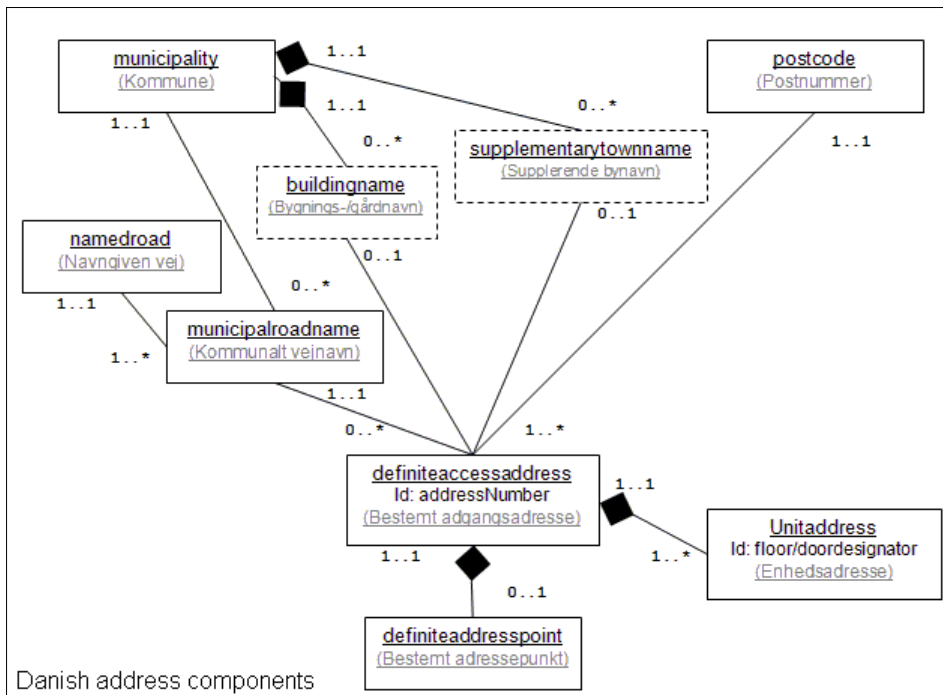 municipality
(Kommune)
1..1
postcode
(Postnummer)
1..1
0..*
1..1
0..*
1..1
supplementarytownname
(Supplerende bynavn)
buildingname
(Bygnings-/gårdnavn)
0..1
namedroad
(Navngiven vej)
0..1
1..1
0..*
municipalroadname
(Kommunalt vejnavn)
1..*
1..1
0..*
1..*
definiteaccessaddress
Id: addressNumber
(Bestemt adgangsadresse)
1..1
Unitaddress
Id: floor/doordesignator
(Enhedsadresse)
1..*
1..1
0..1
definiteaddresspoint
(Bestemt adressepunkt)
Danish address components